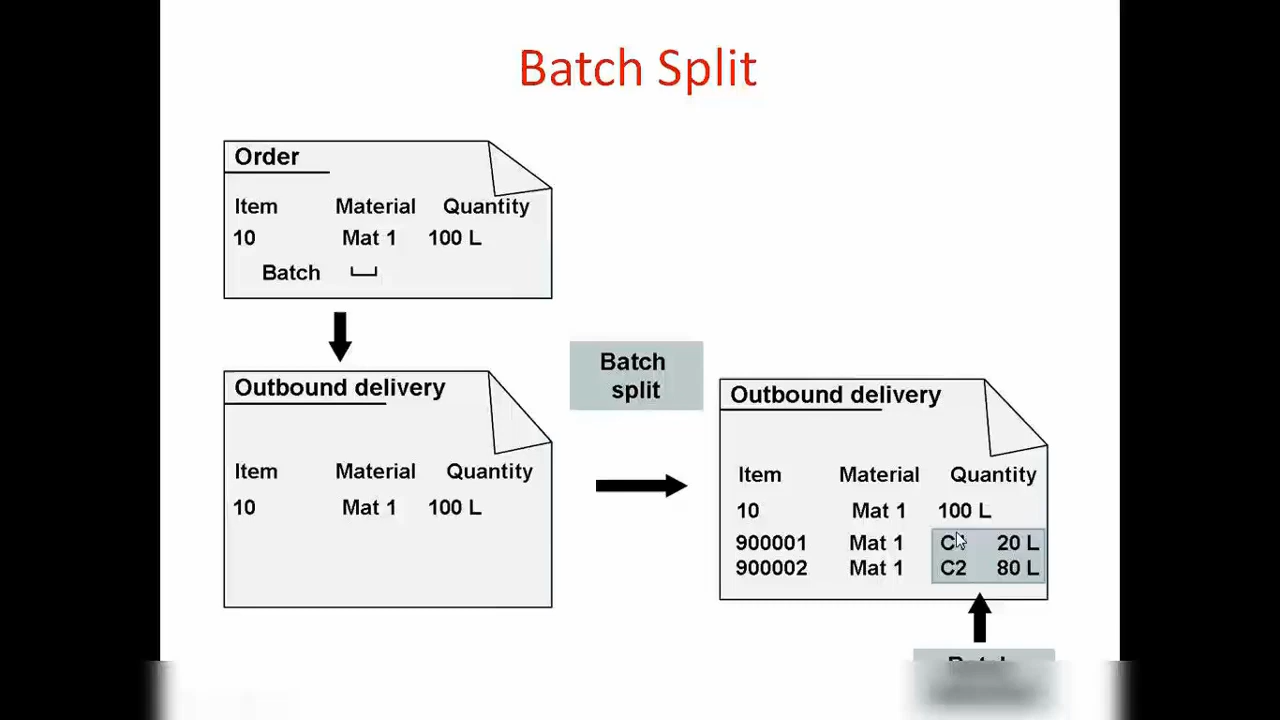 Batch Split
Order
Item Material Quantity
10 Mat 1 100 L
Batch
Outbound delivery
Item Material Quantity
10 Mat 1 100 L
Batch
split
Outbound delivery
Item Material Quantity
10 Mat 1 100 L
900001 Mat 1 C 20 L
900002 Mat 1 C2 80 L